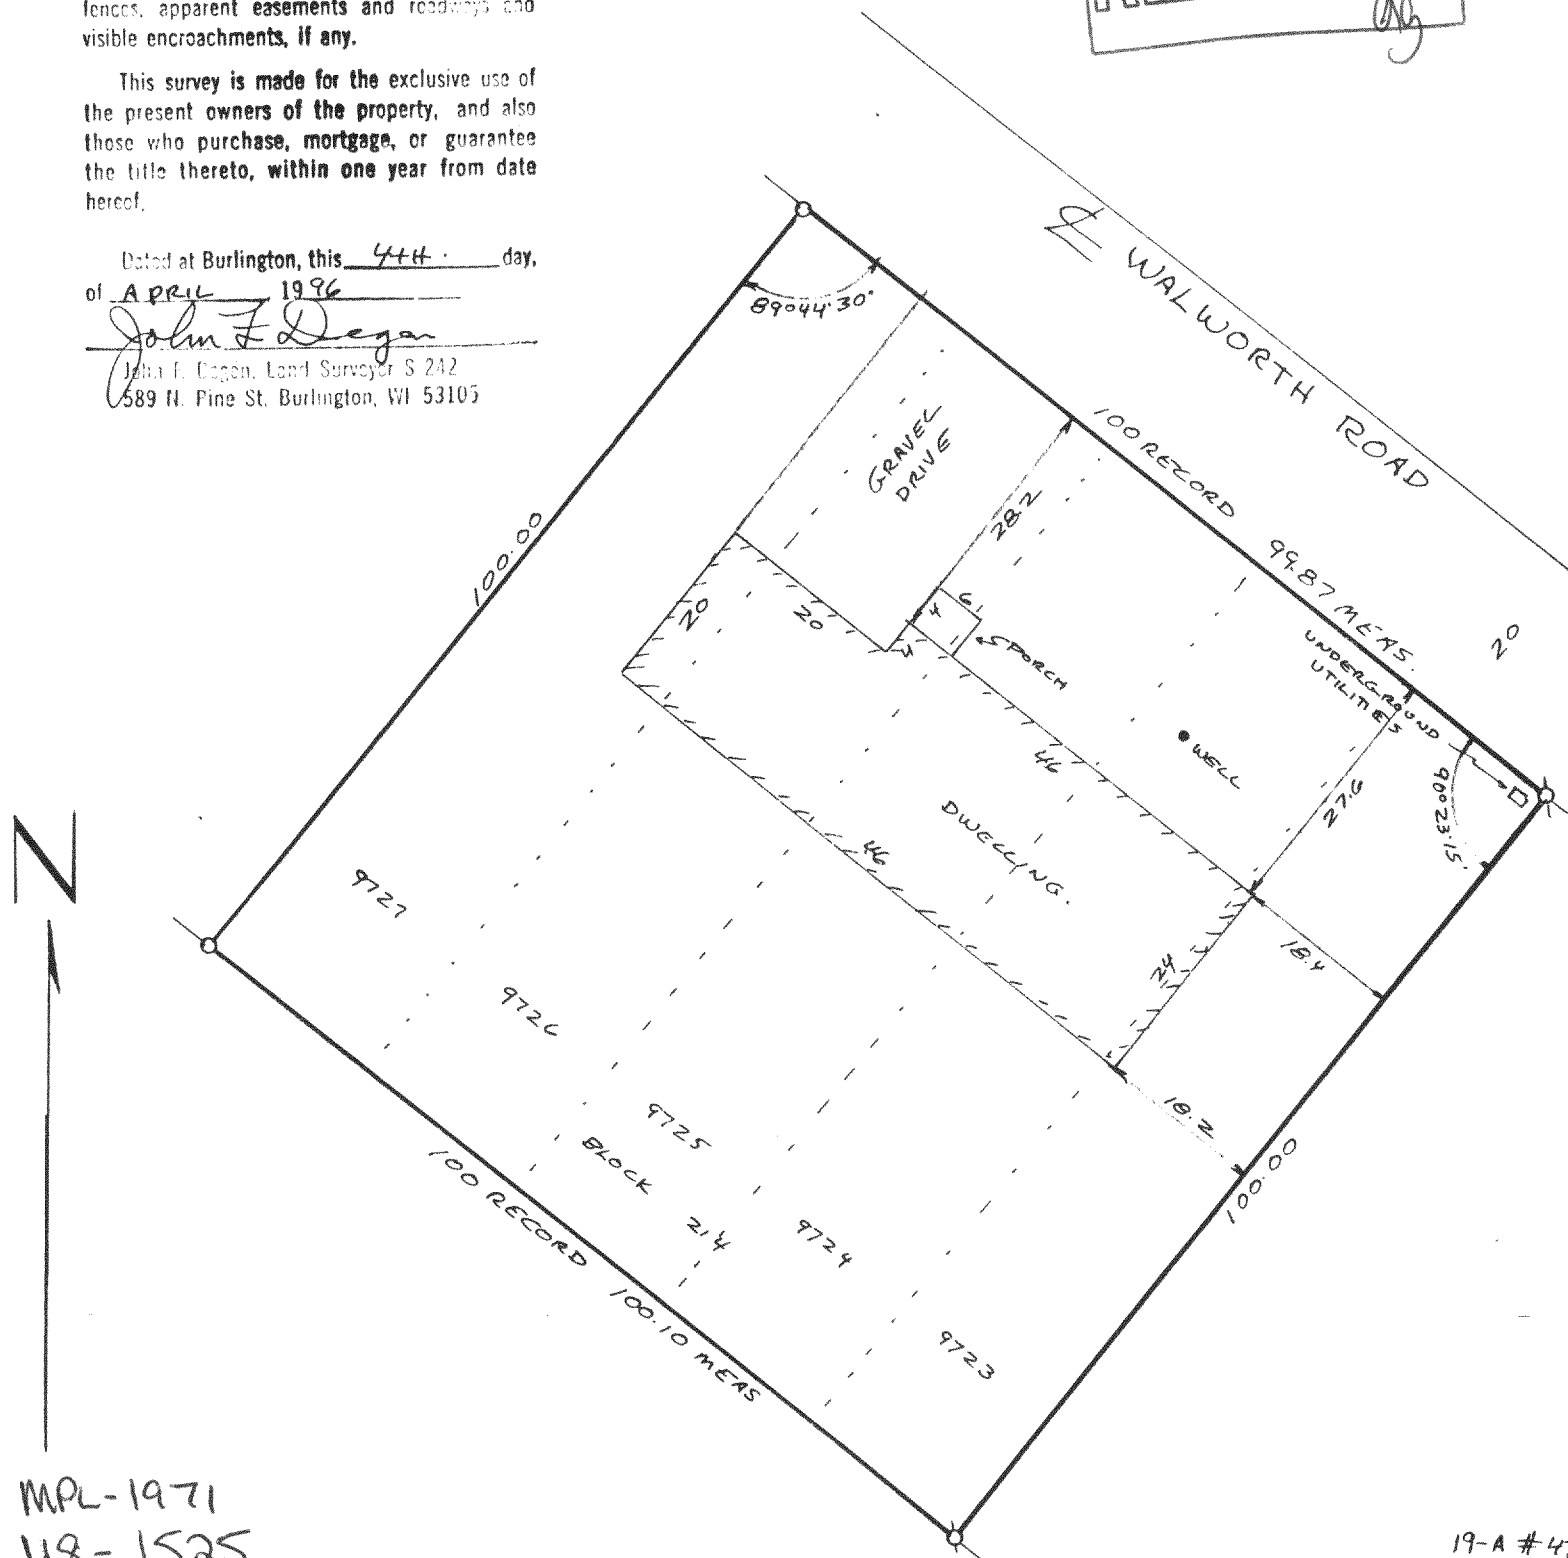 fences, apparent easements and roadways and
visible encroachments, if any.
This survey is made for the exclusive use of
the present owners of the property, and also
those who purchase, mortgage, or guarantee
the title thereto, within one year from date
hereof.
Dated at Burlington, this 4TH. day,
of APRIL, 1996
John F Degen
John F. Degen, Land Surveyor S 242
589 N. Pine St. Burlington, WI 53105
℄ WALWORTH ROAD
89°44'30"
GRAVEL
DRIVE
100 RECORD 99.87 MEAS.
28.2
100.00
20
20
4
6
4
PORCH
20
UNDERGROUND
UTILITIES
WELL
46
27.6
90°23'15"
DWELLING.
46
24
18.4
18.2
100.00
N
9727
9726
9725
BLOCK
214
9724
9723
100 RECORD 100.10 MEAS
MPL-1971
U8-1525
19-A #